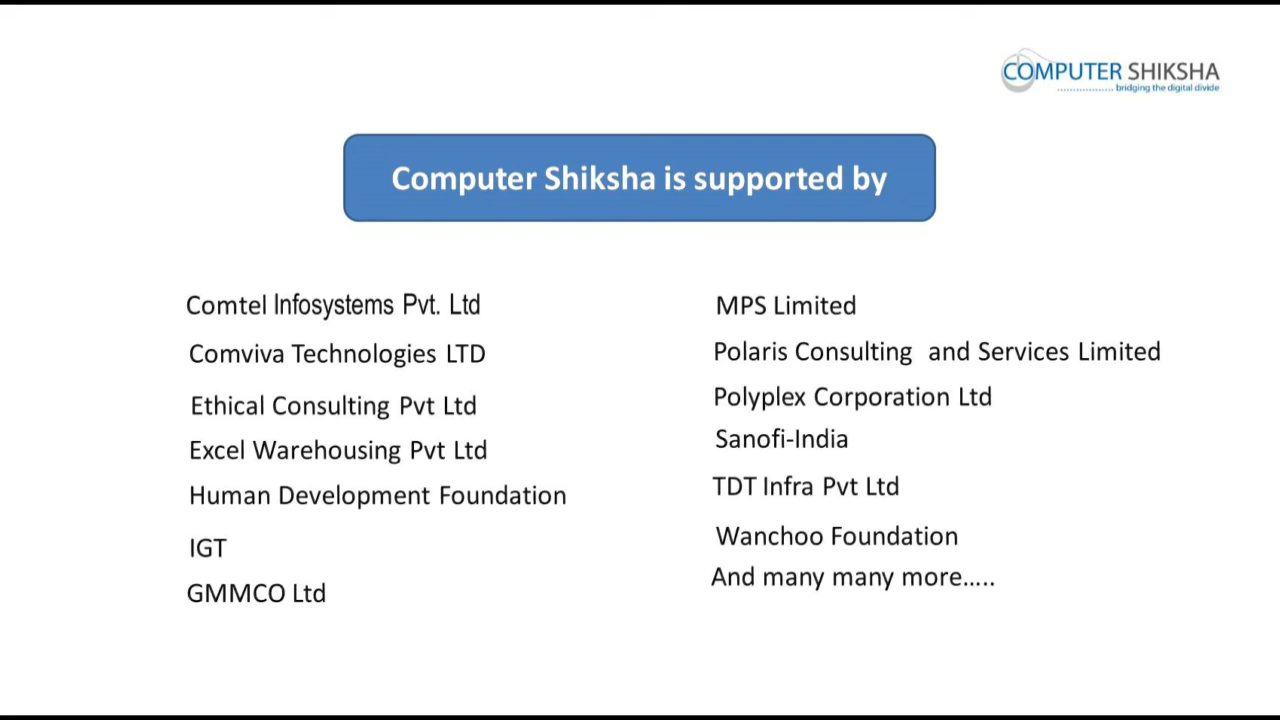 COMPUTER SHIKSHA
bridging the digital divide
Computer Shiksha is supported by
Comtel Infosystems Pvt. Ltd
Comviva Technologies LTD
Ethical Consulting Pvt Ltd
Excel Warehousing Pvt Ltd
Human Development Foundation
IGT
GMMCO Ltd
MPS Limited
Polaris Consulting and Services Limited
Polyplex Corporation Ltd
Sanofi-India
TDT Infra Pvt Ltd
Wanchoo Foundation
And many many more.....